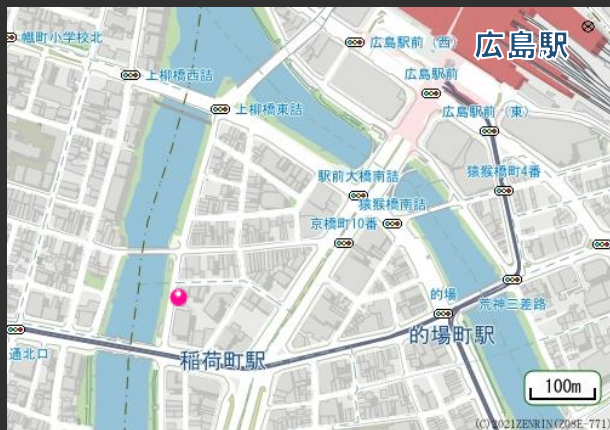 広島駅
幟町小学校北
広島駅前（西）
上柳橋西詰
広島駅前
上柳橋東詰
広島駅前（東）
駅前大橋南詰
猿猴橋町4番
猿猴橋南詰
京橋町10番
的場
荒神三差路
的場町駅
稲荷町駅
通北口
100m
(C)2021ZENRIN(Z08E-771)